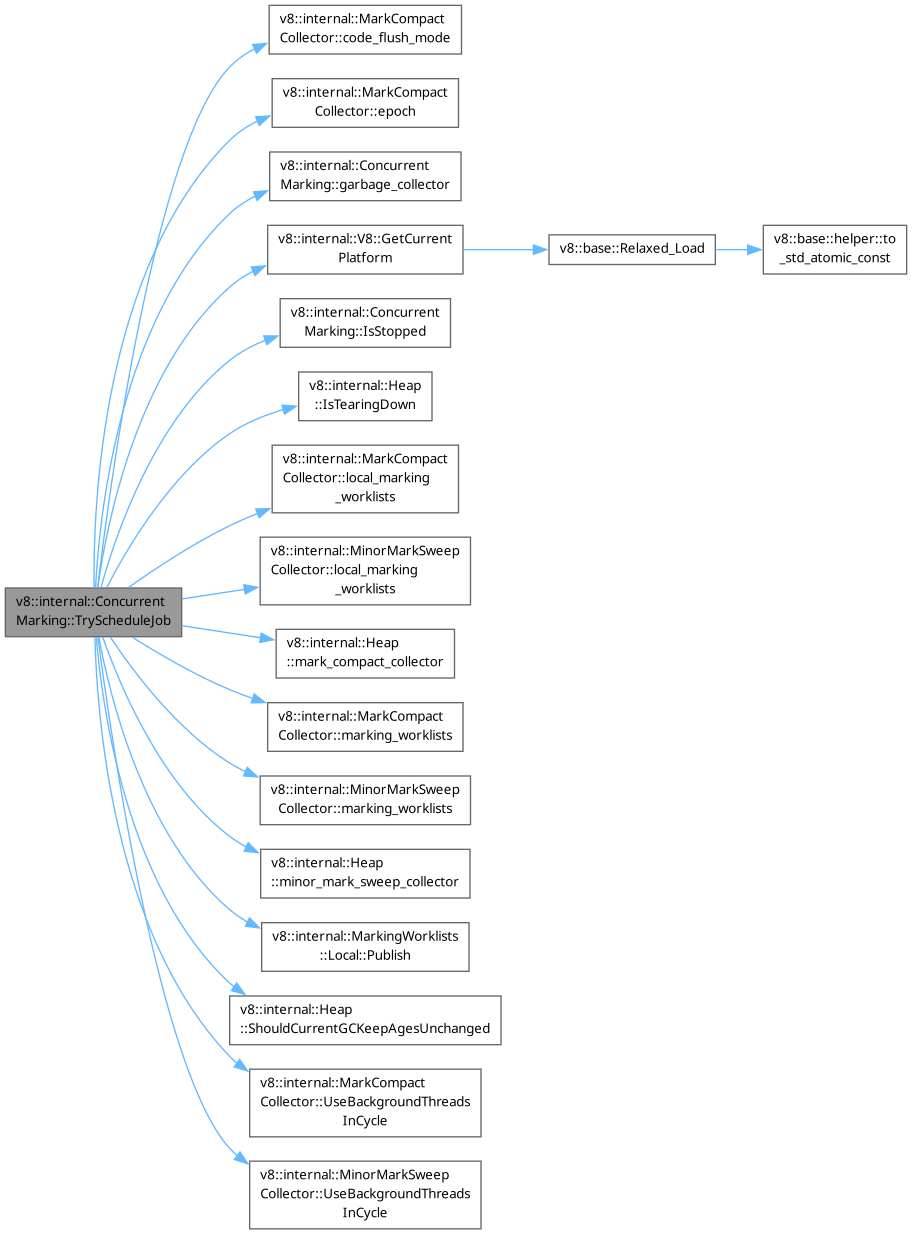 v8::internal::MarkCompact
Collector::code_flush_mode
v8::internal::MarkCompact
Collector::epoch
v8::internal::Concurrent
Marking::garbage_collector
v8::internal::V8::GetCurrent
Platform
v8::base::Relaxed_Load
v8::base::helper::to
_std_atomic_const
v8::internal::Concurrent
Marking::IsStopped
v8::internal::Heap
::IsTearingDown
v8::internal::MarkCompact
Collector::local_marking
_worklists
v8::internal::MinorMarkSweep
Collector::local_marking
_worklists
v8::internal::Concurrent
Marking::TryScheduleJob
v8::internal::Heap
::mark_compact_collector
v8::internal::MarkCompact
Collector::marking_worklists
v8::internal::MinorMarkSweep
Collector::marking_worklists
v8::internal::Heap
::minor_mark_sweep_collector
v8::internal::MarkingWorklists
::Local::Publish
v8::internal::Heap
::ShouldCurrentGCKeepAgesUnchanged
v8::internal::MarkCompact
Collector::UseBackgroundThreads
InCycle
v8::internal::MinorMarkSweep
Collector::UseBackgroundThreads
InCycle